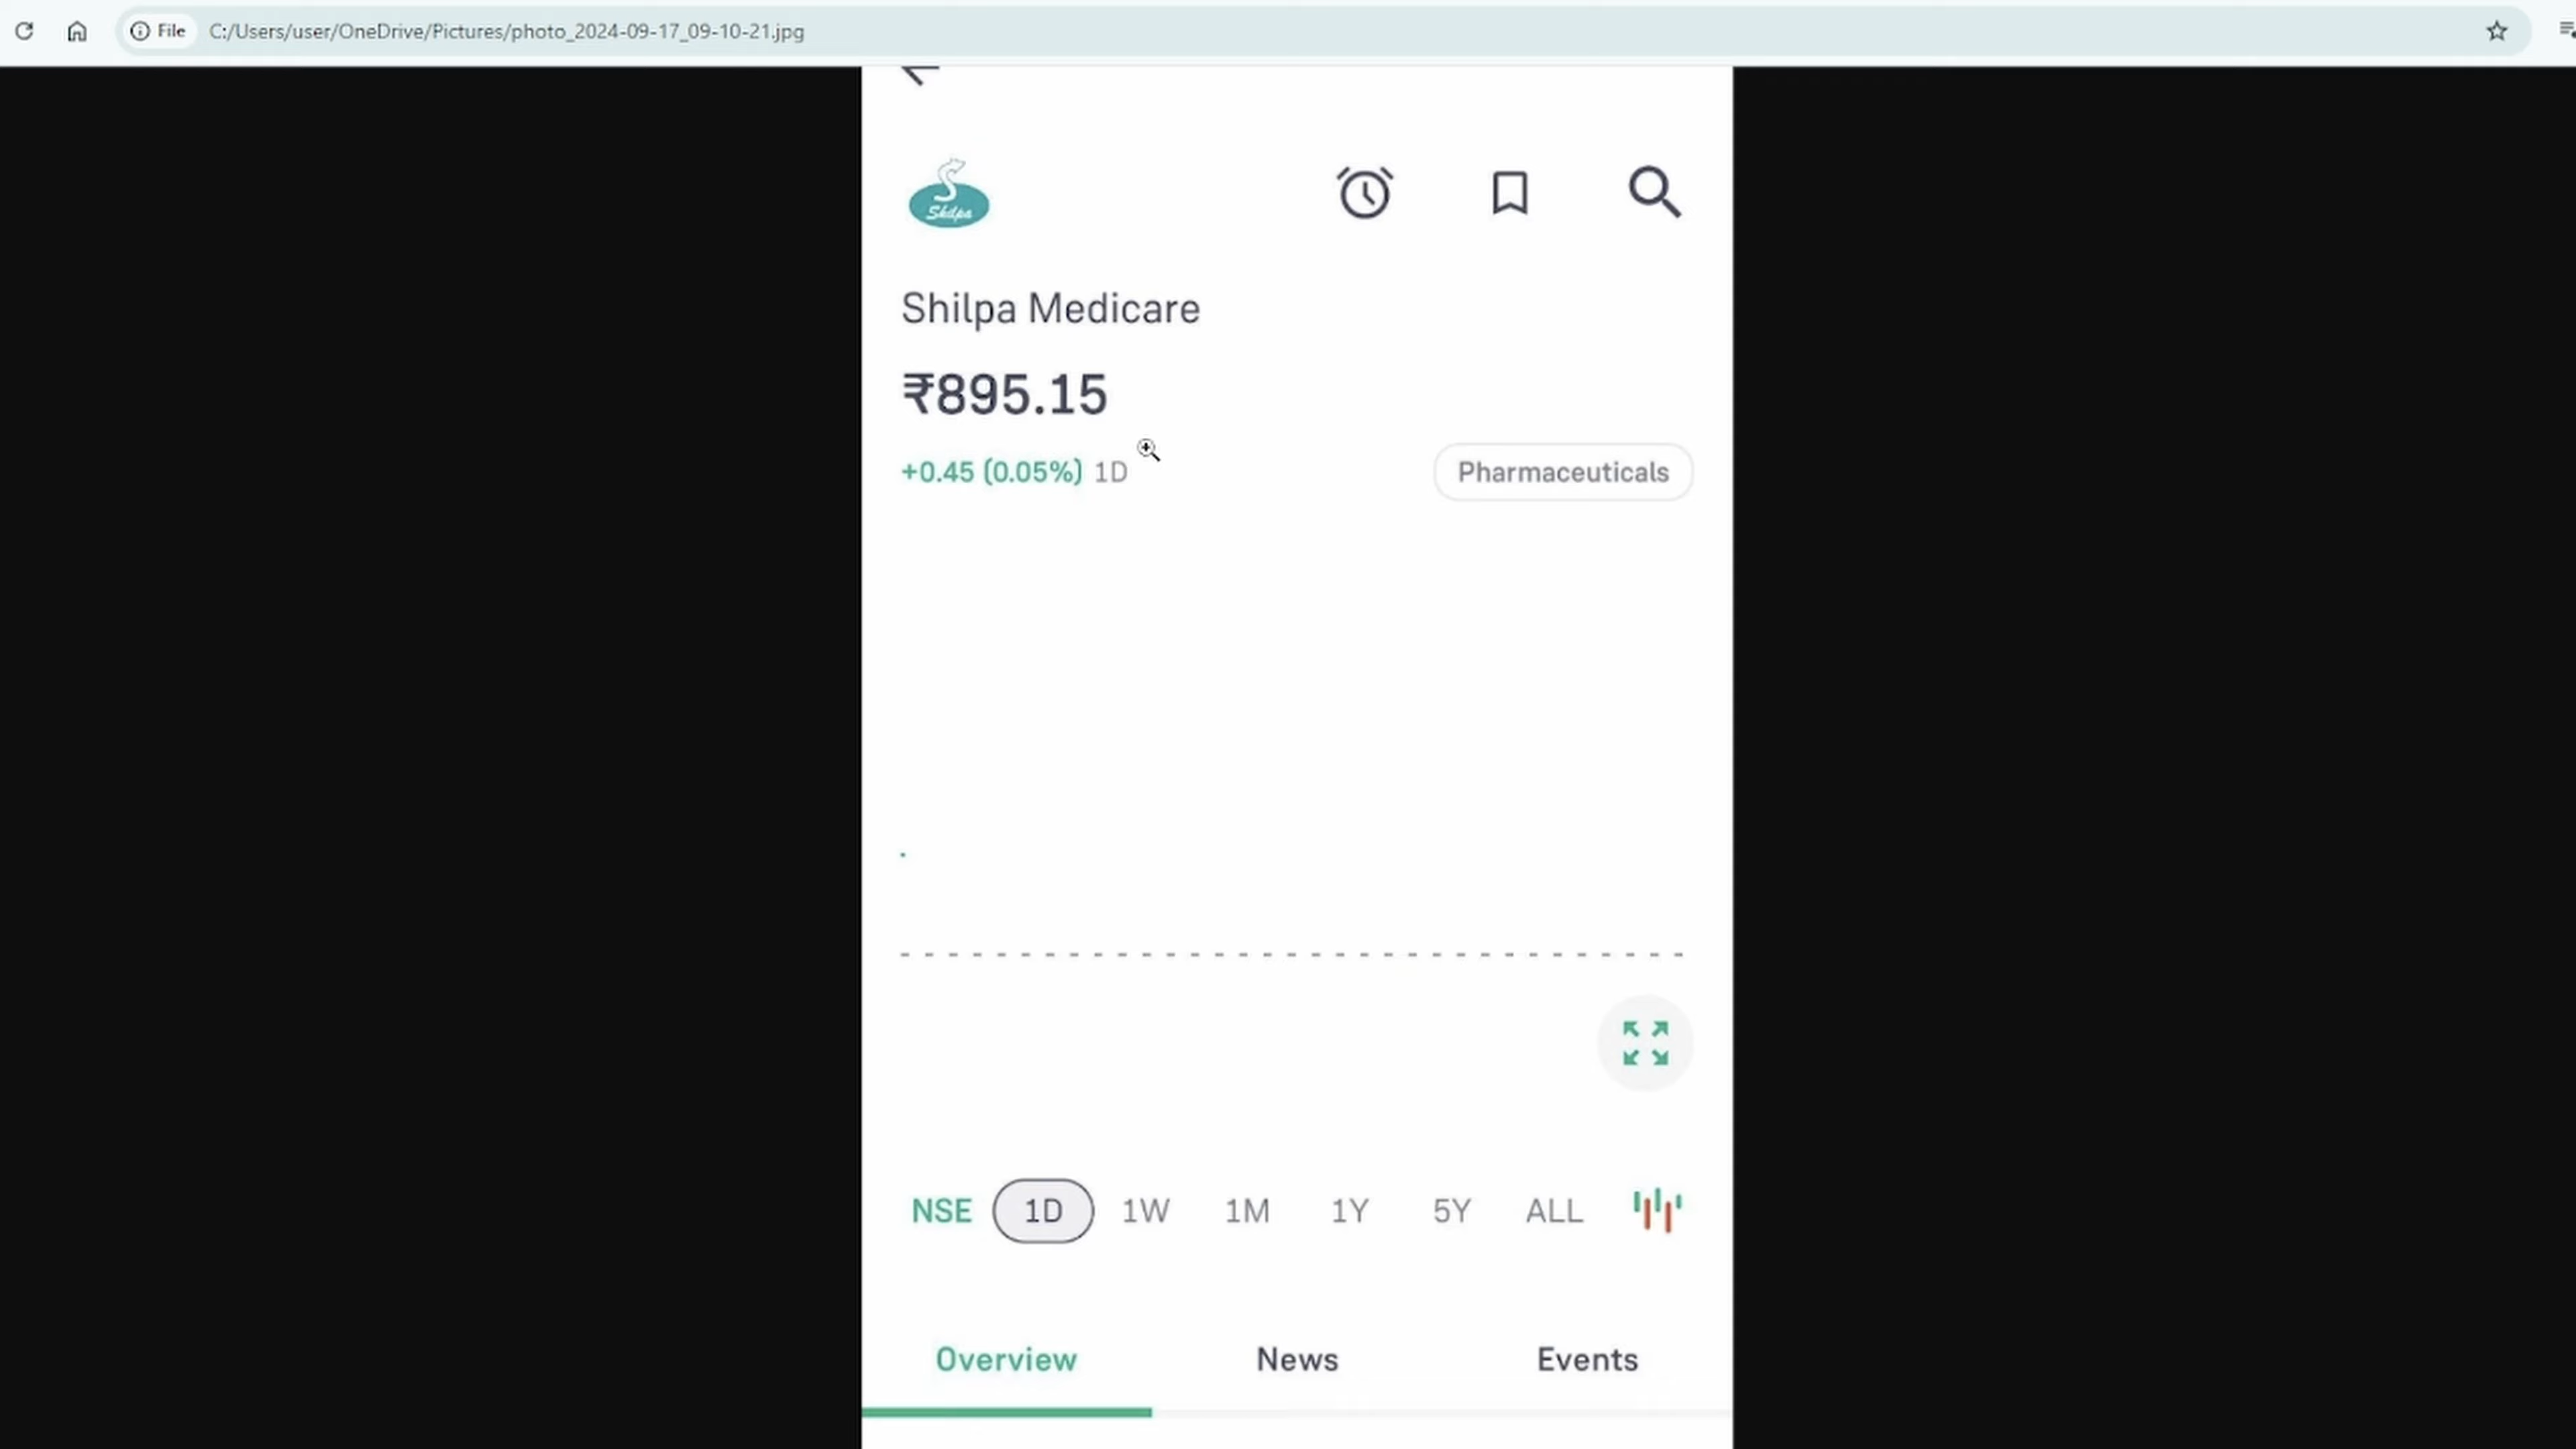 File C:/Users/user/OneDrive/Pictures/photo_2024-09-17_09-10-21.jpg
Shilpa
Shilpa Medicare
₹895.15
+0.45 (0.05%) 1D
Pharmaceuticals
NSE 1D 1W 1M 1Y 5Y ALL
Overview News Events